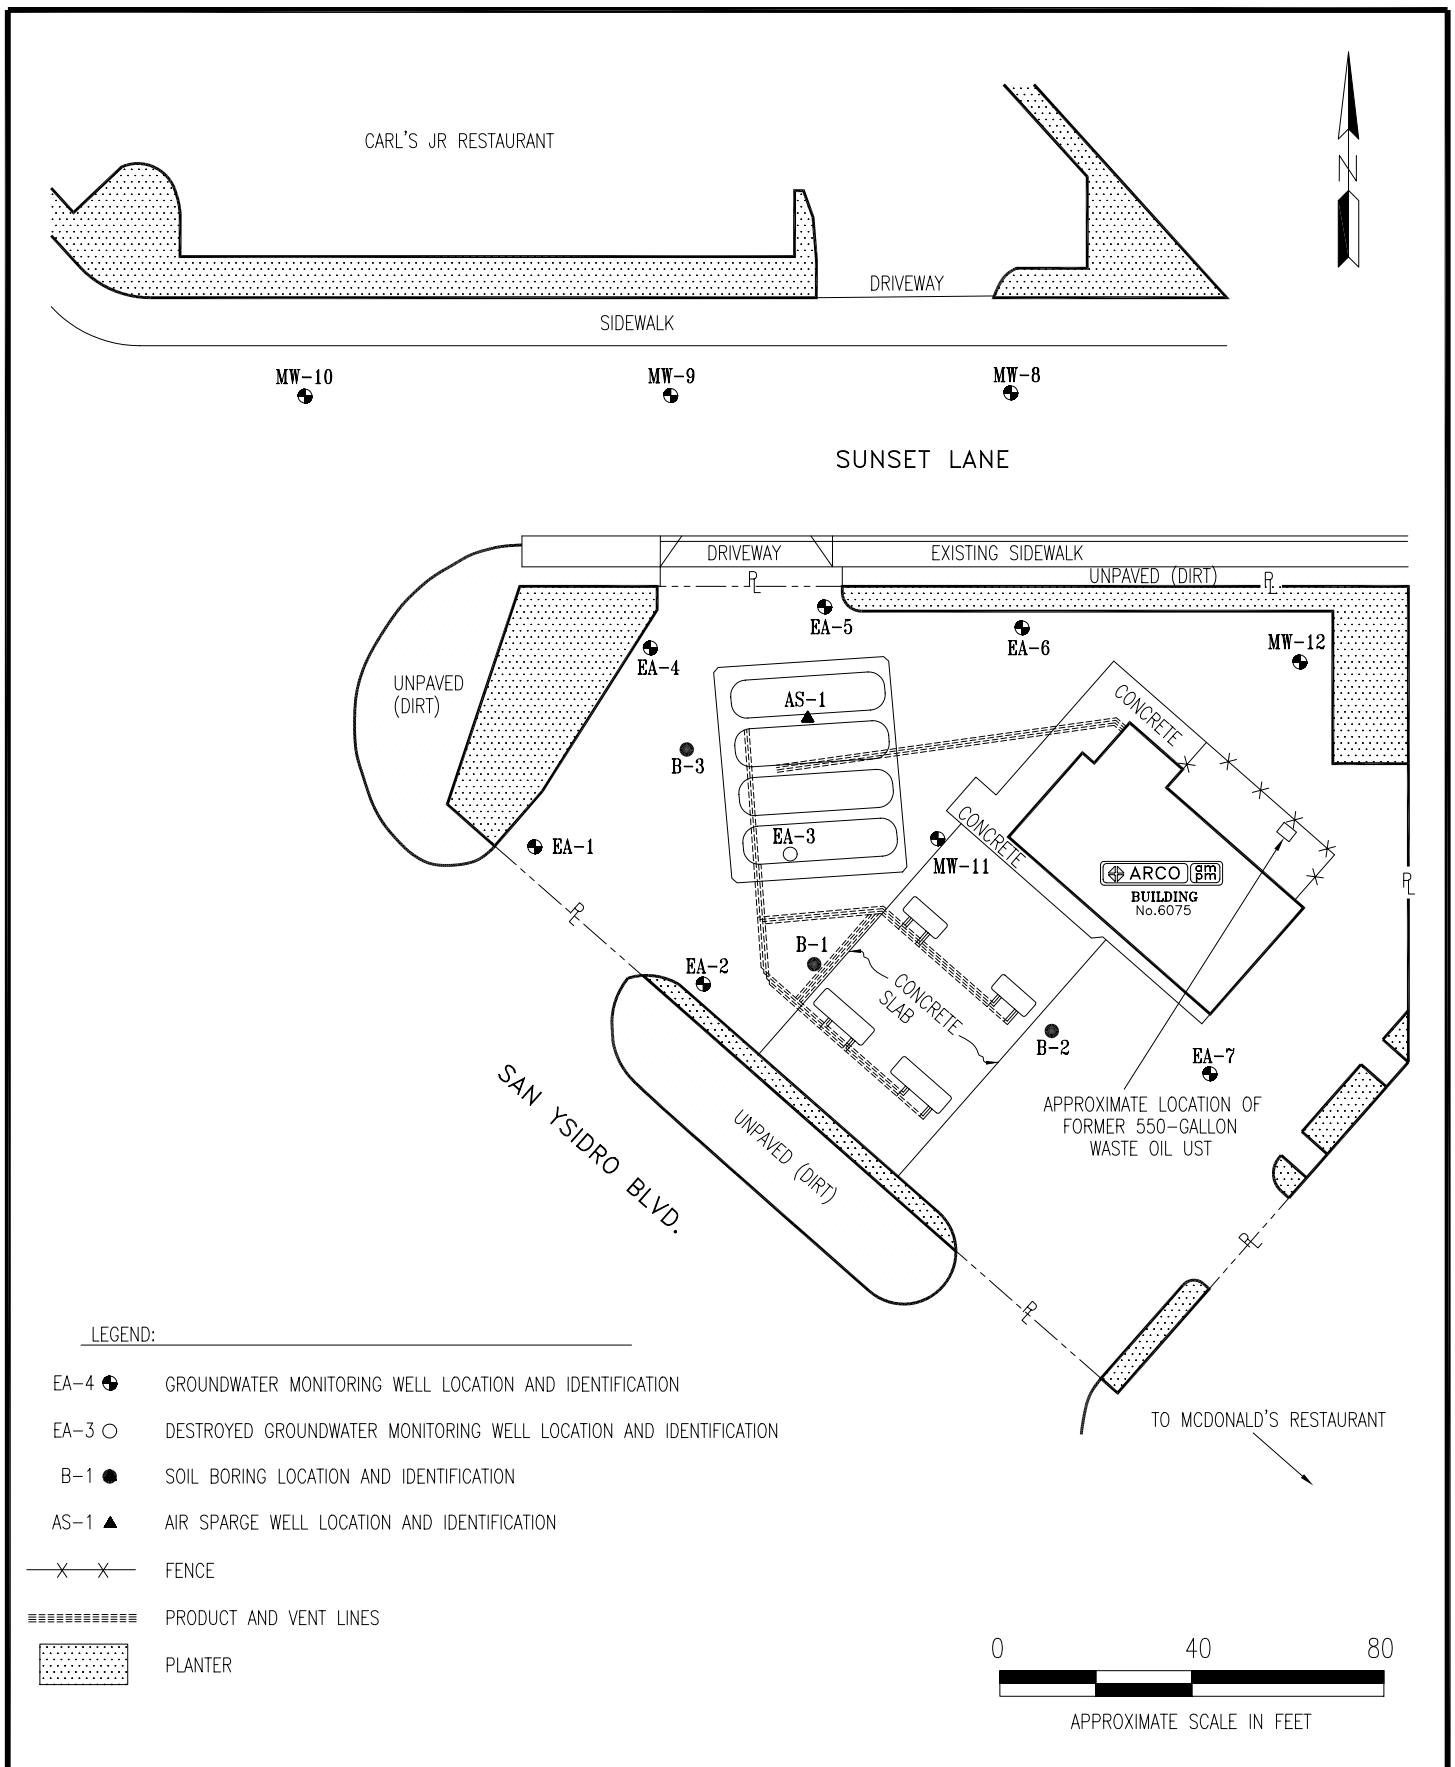 CARL'S JR RESTAURANT
N
DRIVEWAY
SIDEWALK
MW-10
MW-9
MW-8
SUNSET LANE
DRIVEWAY
EXISTING SIDEWALK
UNPAVED (DIRT)
PL
PL
EA-5
EA-6
MW-12
EA-4
UNPAVED
(DIRT)
AS-1
CONCRETE
B-3
EA-3
EA-1
CONCRETE
MW-11
ARCO
am
pm
BUILDING
No.6075
PL
PL
B-1
EA-2
CONCRETE
SLAB
B-2
EA-7
SAN YSIDRO BLVD.
UNPAVED (DIRT)
APPROXIMATE LOCATION OF
FORMER 550-GALLON
WASTE OIL UST
PL
PL
TO MCDONALD'S RESTAURANT
LEGEND:
EA-4 GROUNDWATER MONITORING WELL LOCATION AND IDENTIFICATION
EA-3 DESTROYED GROUNDWATER MONITORING WELL LOCATION AND IDENTIFICATION
B-1 SOIL BORING LOCATION AND IDENTIFICATION
AS-1 AIR SPARGE WELL LOCATION AND IDENTIFICATION
FENCE
PRODUCT AND VENT LINES
PLANTER
0 40 80
APPROXIMATE SCALE IN FEET